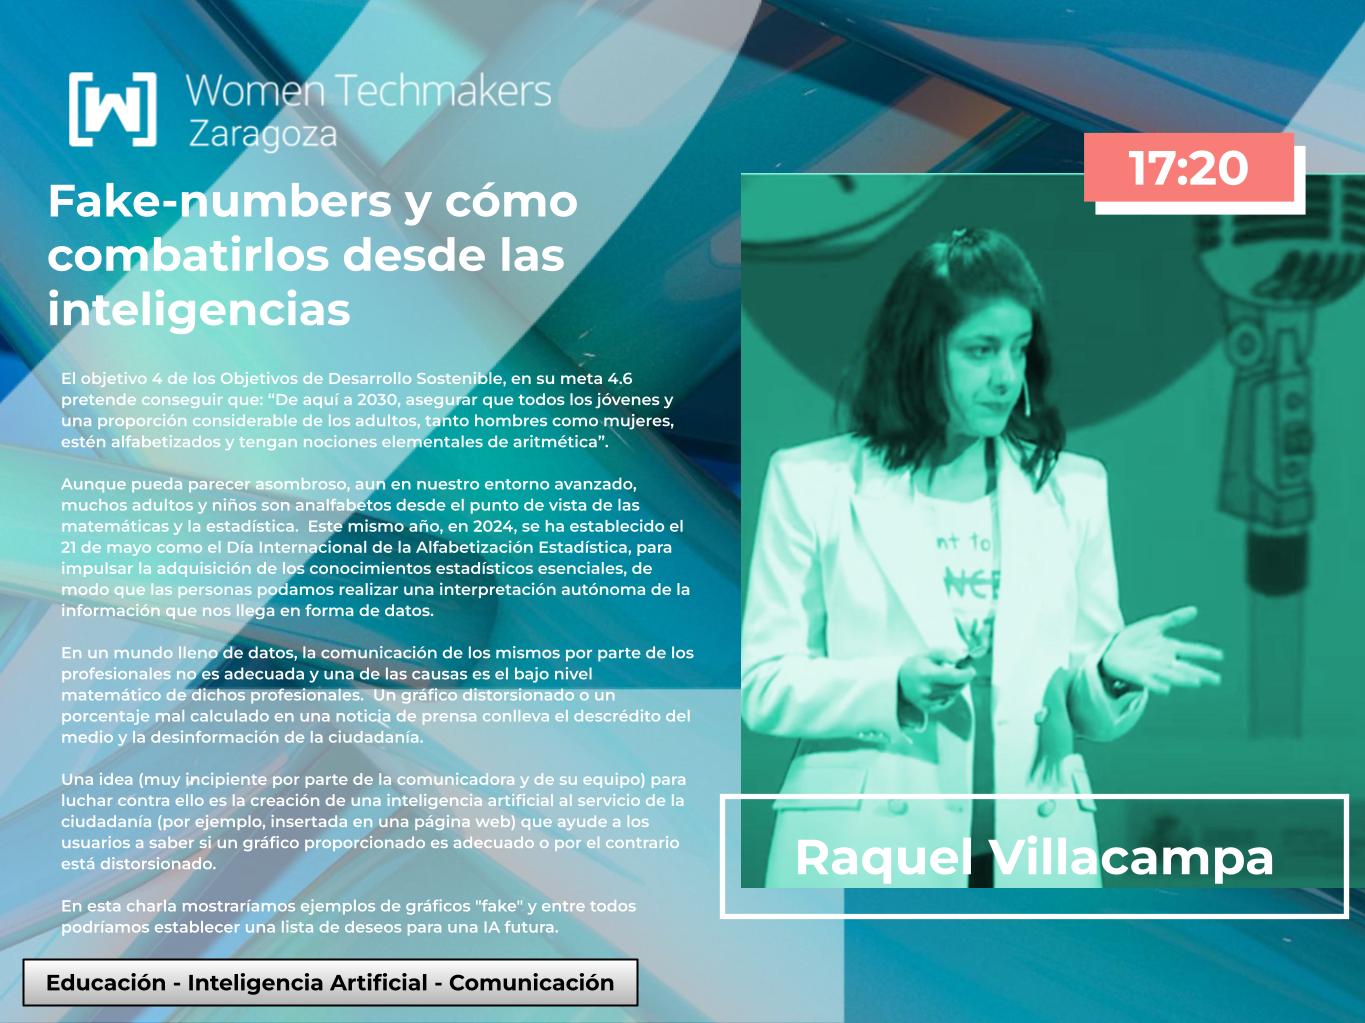 Women Techmakers
Zaragoza
Fake-numbers y cómo
combatirlos desde las
inteligencias
17:20
El objetivo 4 de los Objetivos de Desarrollo Sostenible, en su meta 4.6
pretende conseguir que: “De aquí a 2030, asegurar que todos los jóvenes y
una proporción considerable de los adultos, tanto hombres como mujeres,
estén alfabetizados y tengan nociones elementales de aritmética”.
Aunque pueda parecer asombroso, aun en nuestro entorno avanzado,
muchos adultos y niños son analfabetos desde el punto de vista de las
matemáticas y la estadística.  Este mismo año, en 2024, se ha establecido el
21 de mayo como el Día Internacional de la Alfabetización Estadística, para
impulsar la adquisición de los conocimientos estadísticos esenciales, de
modo que las personas podamos realizar una interpretación autónoma de la
información que nos llega en forma de datos.
En un mundo lleno de datos, la comunicación de los mismos por parte de los
profesionales no es adecuada y una de las causas es el bajo nivel
matemático de dichos profesionales.  Un gráfico distorsionado o un
porcentaje mal calculado en una noticia de prensa conlleva el descrédito del
medio y la desinformación de la ciudadanía.
Una idea (muy incipiente por parte de la comunicadora y de su equipo) para
luchar contra ello es la creación de una inteligencia artificial al servicio de la
ciudadanía (por ejemplo, insertada en una página web) que ayude a los
usuarios a saber si un gráfico proporcionado es adecuado o por el contrario
está distorsionado.
En esta charla mostraríamos ejemplos de gráficos "fake" y entre todos
podríamos establecer una lista de deseos para una IA futura.
Educación - Inteligencia Artificial - Comunicación
to
Raquel Villacampa